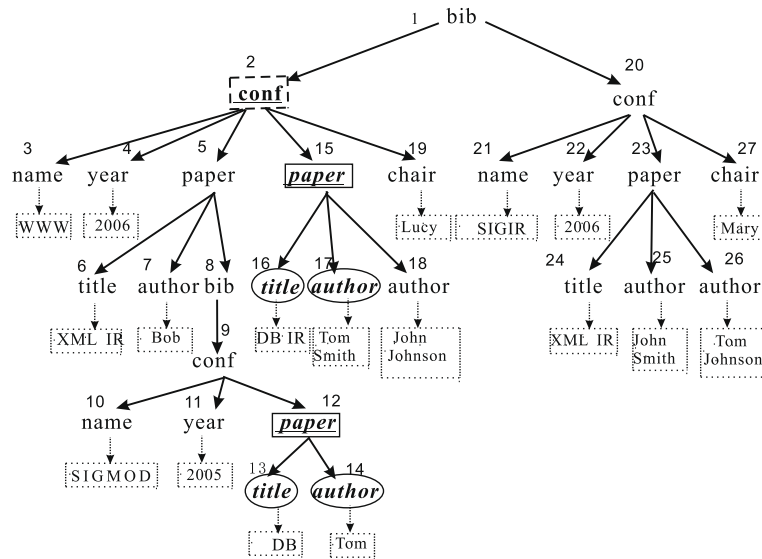 1 bib
2 20
conf conf
3 4 5 15 19 21 22 23 27
name year paper paper chair name year paper chair
WWW 2006 Lucy SIGIR 2006 Mary
6 7 8 16 17 18 24 25 26
title author bib title author author title author author
XML IR Bob DB IR Tom John XML IR John Tom
Smith Johnson Smith Johnson
9
conf
10 11 12
name year paper
SIGMOD 2005
13 14
title author
DB Tom